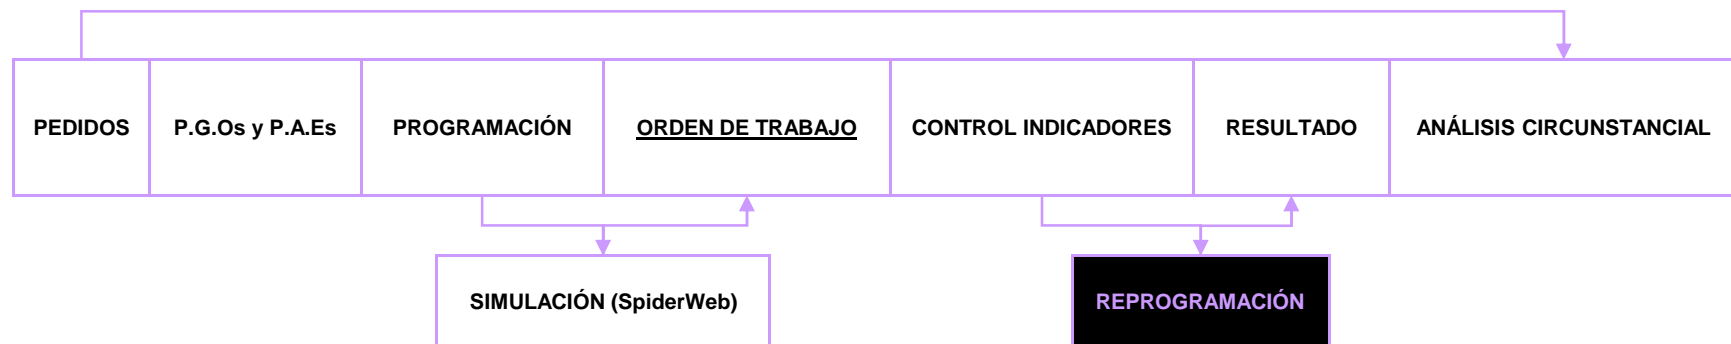 PEDIDOS
P.G.Os y P.A.Es
PROGRAMACIÓN
ORDEN DE TRABAJO
CONTROL INDICADORES
RESULTADO
ANÁLISIS CIRCUNSTANCIAL
SIMULACIÓN (SpiderWeb)
REPROGRAMACIÓN